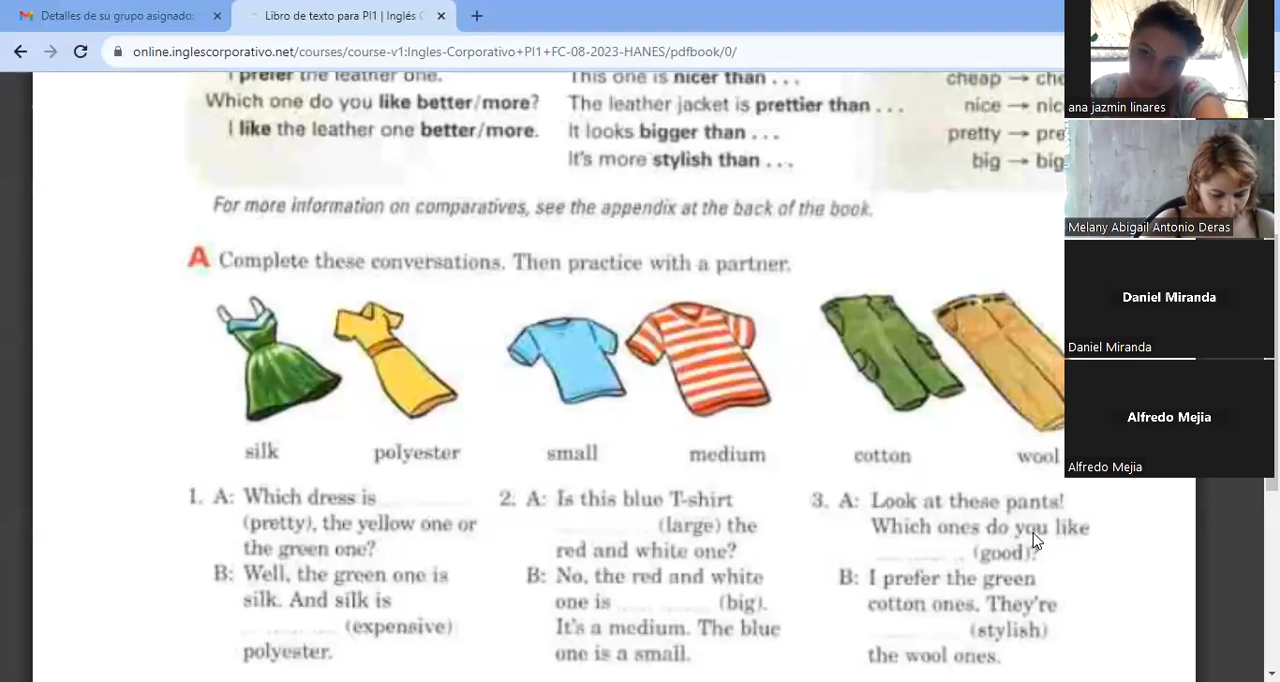 Detalles de su grupo asignado:
Libro de texto para PI1 | Inglés C
online.inglescorporativo.net/courses/course-v1:Ingles-Corporativo+PI1+FC-08-2023-HANES/pdfbook/0/
I prefer the leather one.
Which one do you like better/more?
I like the leather one better/more.
This one is nicer than . . .
The leather jacket is prettier than . . .
It looks bigger than . . .
It's more stylish than . . .
cheap → che
nice → nic
pretty → pre
big → big
For more information on comparatives, see the appendix at the back of the book.
A Complete these conversations. Then practice with a partner.
silk
polyester
small
medium
cotton
wool
1. A: Which dress is
(pretty), the yellow one or
the green one?
B: Well, the green one is
silk. And silk is
(expensive)
polyester.
2. A: Is this blue T-shirt
(large) the
red and white one?
B: No, the red and white
one is (big).
It's a medium. The blue
one is a small.
3. A: Look at these pants!
Which ones do you like
(good)?
B: I prefer the green
cotton ones. They're
(stylish)
the wool ones.
ana jazmin linares
Melany Abigail Antonio Deras
Daniel Miranda
Daniel Miranda
Alfredo Mejia
Alfredo Mejia